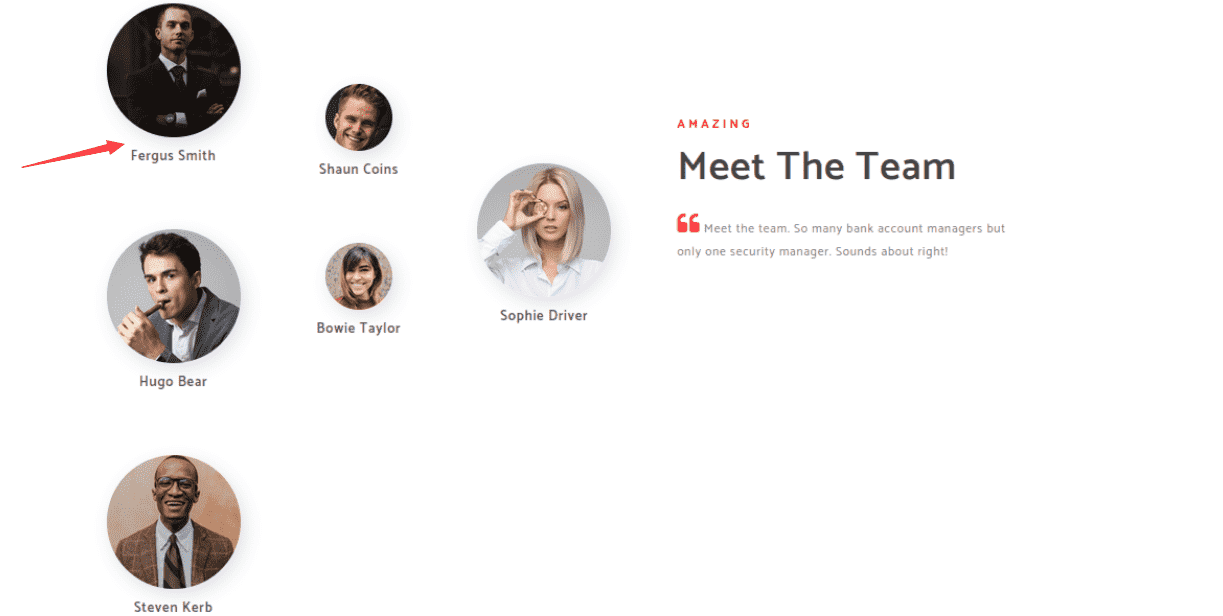 Fergus Smith
Shaun Coins
Hugo Bear
Bowie Taylor
Sophie Driver
Steven Kerb
AMAZING
Meet The Team
Meet the team. So many bank account managers but
only one security manager. Sounds about right!